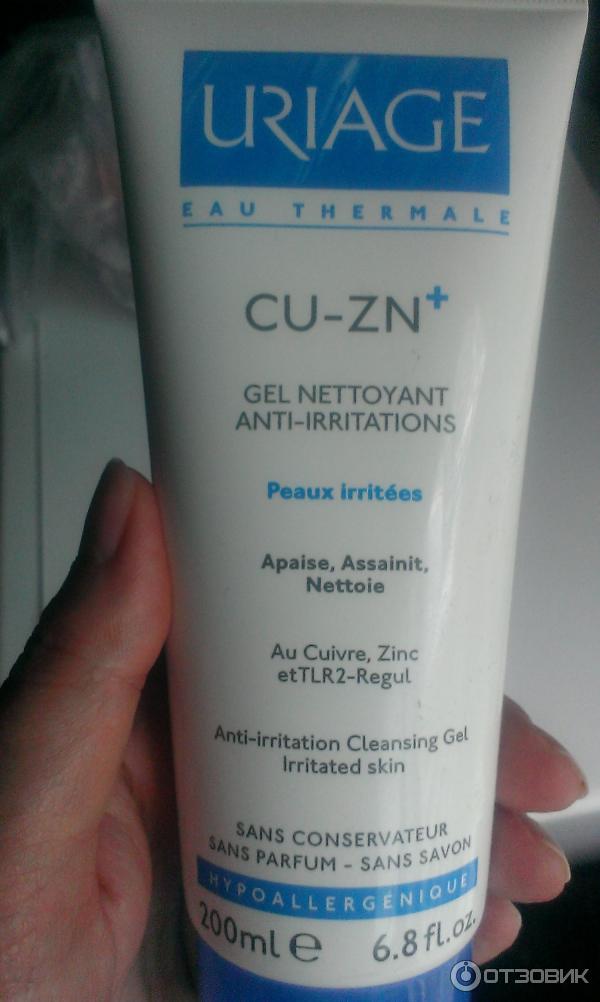 URIAGE
EAU THERMALE
CU-ZN+
GEL NETTOYANT
ANTI-IRRITATIONS
Peaux irritées
Apaise, Assainit,
Nettoie
Au Cuivre, Zinc
etTLR2-Regul
Anti-irritation Cleansing Gel
Irritated skin
SANS CONSERVATEUR
SANS PARFUM - SANS SAVON
HYPOALLERGÉNIQUE
200ml e 6.8 fl.oz.
ОТЗОВИК